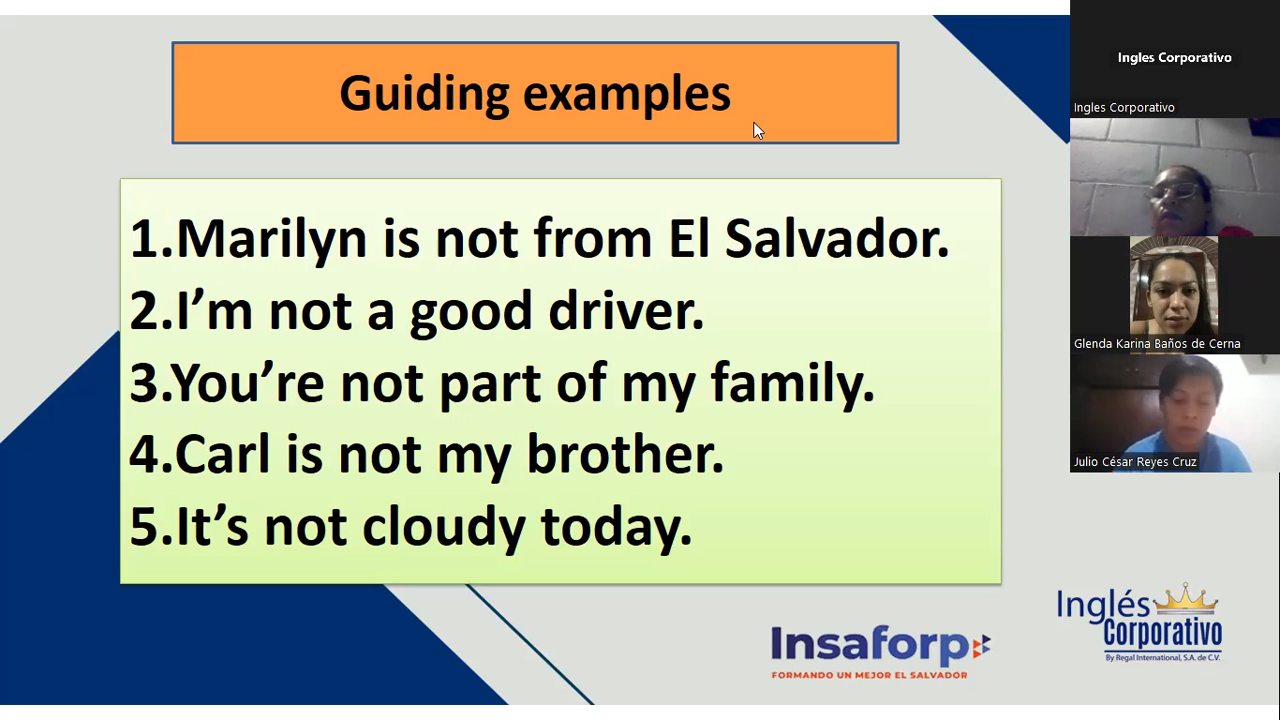 Guiding examples
1.Marilyn is not from El Salvador.
2.I’m not a good driver.
3.You’re not part of my family.
4.Carl is not my brother.
5.It’s not cloudy today.
Insaforp
FORMANDO UN MEJOR EL SALVADOR
Inglés
Corporativo
By Regal International, S.A. de C.V.
Ingles Corporativo
Ingles Corporativo
Glenda Karina Baños de Cerna
Julio César Reyes Cruz